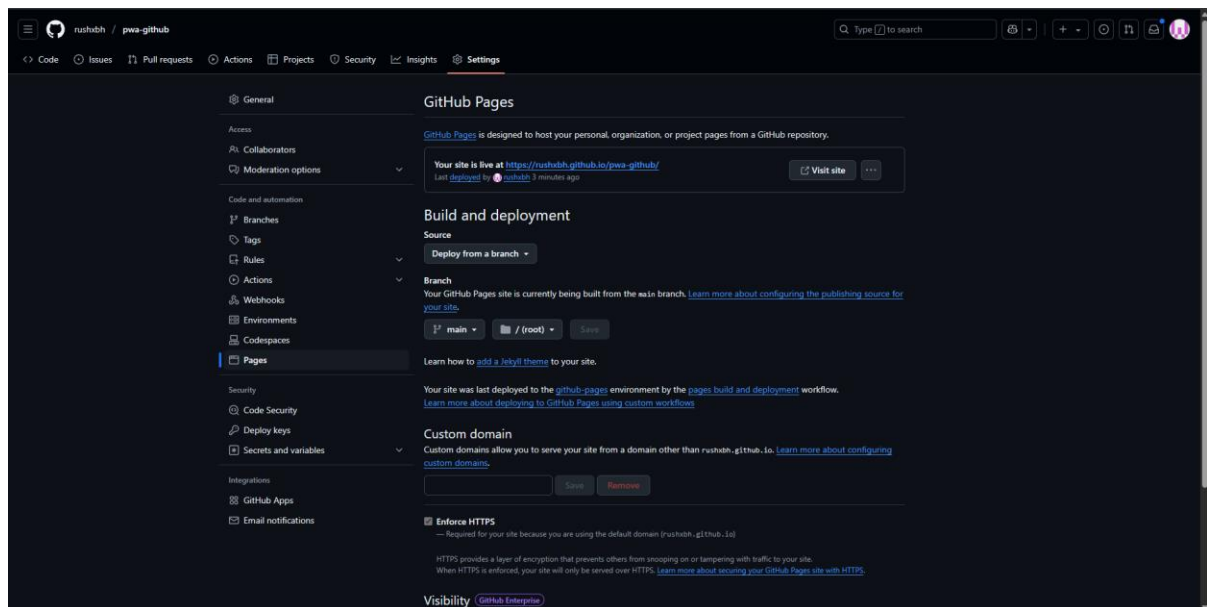 rushxbh / pwa-github
Type / to search
Code Issues Pull requests Actions Projects Security Insights Settings
General
Access
Collaborators
Moderation options
Code and automation
Branches
Tags
Rules
Actions
Webhooks
Environments
Codespaces
Pages
Security
Code Security
Deploy keys
Secrets and variables
Integrations
GitHub Apps
Email notifications
GitHub Pages
GitHub Pages is designed to host your personal, organization, or project pages from a GitHub repository.
Your site is live at https://rushxbh.github.io/pwa-github/
Last deployed by rushxbh 3 minutes ago
Visit site
Build and deployment
Source
Deploy from a branch
Branch
Your GitHub Pages site is currently being built from the main branch. Learn more about configuring the publishing source for
your site.
main / (root) Save
Learn how to add a Jekyll theme to your site.
Your site was last deployed to the github-pages environment by the pages build and deployment workflow.
Learn more about deploying to GitHub Pages using custom workflows
Custom domain
Custom domains allow you to serve your site from a domain other than rushxbh.github.io. Learn more about configuring
custom domains.
Save Remove
Enforce HTTPS
— Required for your site because you are using the default domain (rushxbh.github.io)
HTTPS provides a layer of encryption that prevents others from snooping on or tampering with traffic to your site.
When HTTPS is enforced, your site will only be served over HTTPS. Learn more about securing your GitHub Pages site with HTTPS.
Visibility GitHub Enterprise